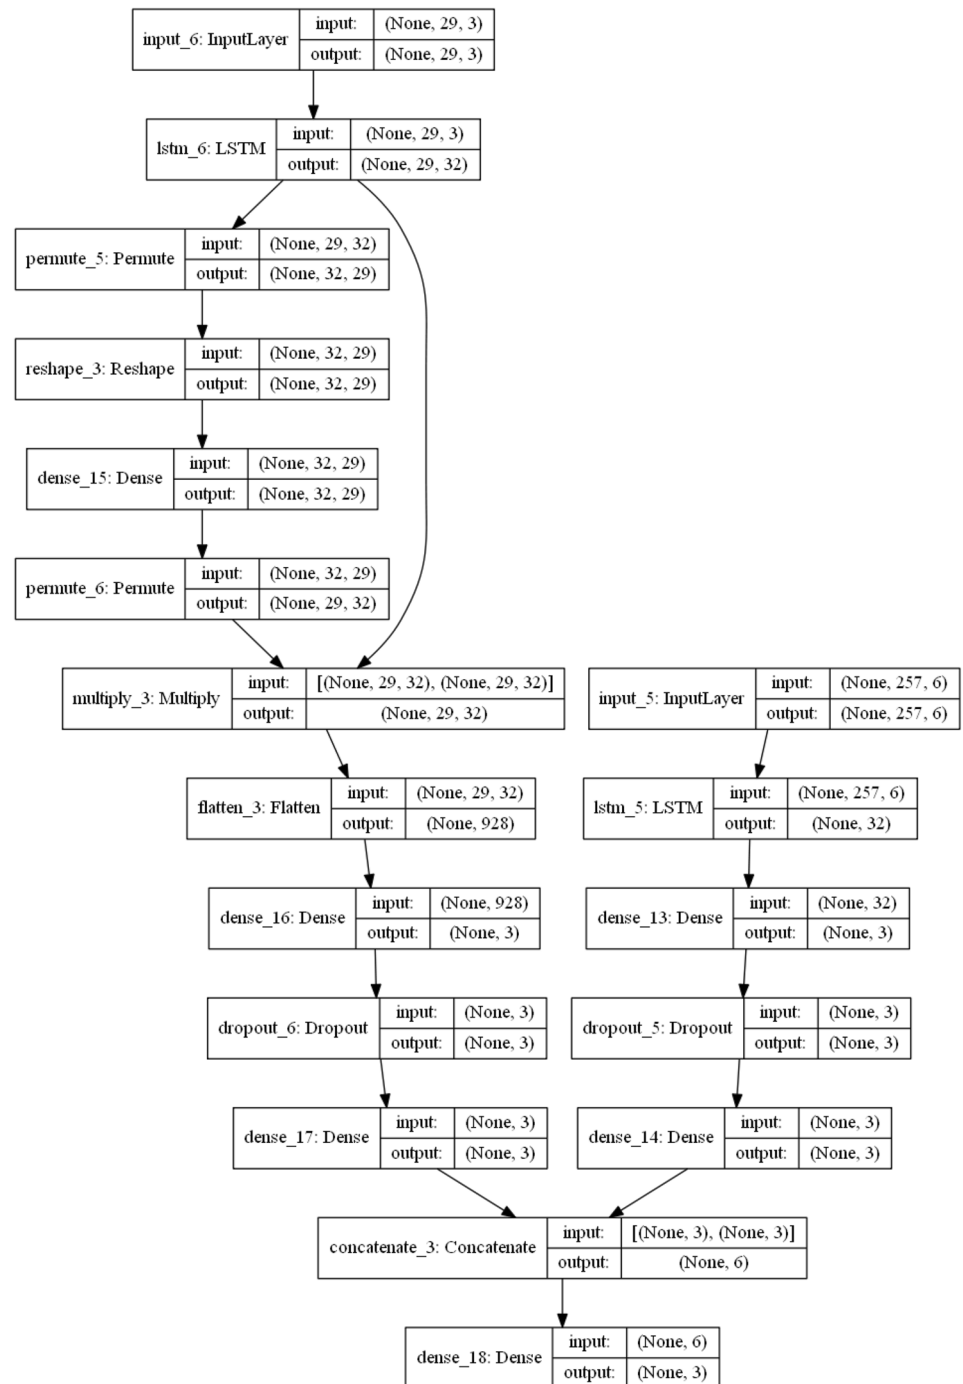 input_6: InputLayer
input: (None, 29, 3)
output: (None, 29, 3)
lstm_6: LSTM
input: (None, 29, 3)
output: (None, 29, 32)
permute_5: Permute
input: (None, 29, 32)
output: (None, 32, 29)
reshape_3: Reshape
input: (None, 32, 29)
output: (None, 32, 29)
dense_15: Dense
input: (None, 32, 29)
output: (None, 32, 29)
permute_6: Permute
input: (None, 32, 29)
output: (None, 29, 32)
multiply_3: Multiply
input: [(None, 29, 32), (None, 29, 32)]
output: (None, 29, 32)
input_5: InputLayer
input: (None, 257, 6)
output: (None, 257, 6)
flatten_3: Flatten
input: (None, 29, 32)
output: (None, 928)
lstm_5: LSTM
input: (None, 257, 6)
output: (None, 32)
dense_16: Dense
input: (None, 928)
output: (None, 3)
dense_13: Dense
input: (None, 32)
output: (None, 3)
dropout_6: Dropout
input: (None, 3)
output: (None, 3)
dropout_5: Dropout
input: (None, 3)
output: (None, 3)
dense_17: Dense
input: (None, 3)
output: (None, 3)
dense_14: Dense
input: (None, 3)
output: (None, 3)
concatenate_3: Concatenate
input: [(None, 3), (None, 3)]
output: (None, 6)
dense_18: Dense
input: (None, 6)
output: (None, 3)